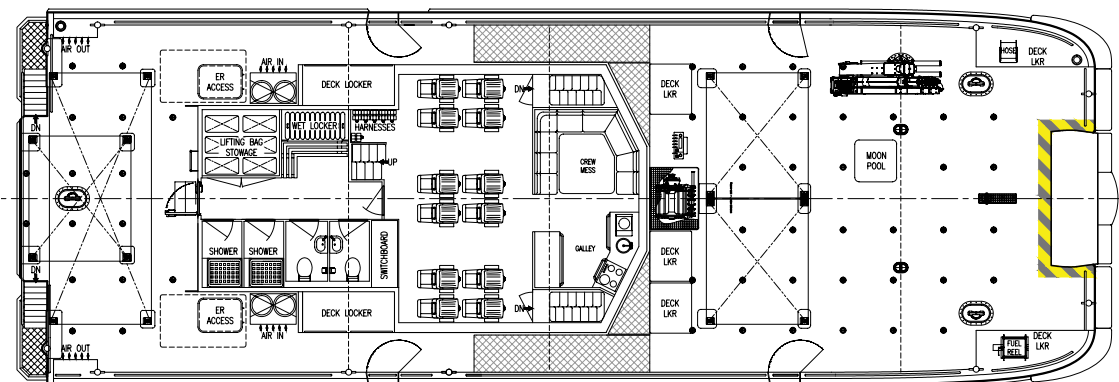 AIR OUT
ER
ACCESS
AIR IN
DECK LOCKER
DN
HOSE
DECK
LKR
DECK
LKR
DN
WET LOCKER
HARNESSES
LIFTING BAG
STOWAGE
UP
CREW
MESS
MOON
POOL
SHOWER
SHOWER
SWITCHBOARD
GALLEY
DECK
LKR
DN
DECK
LKR
DN
ER
ACCESS
DECK LOCKER
AIR IN
AIR OUT
FUEL
REEL
DECK
LKR